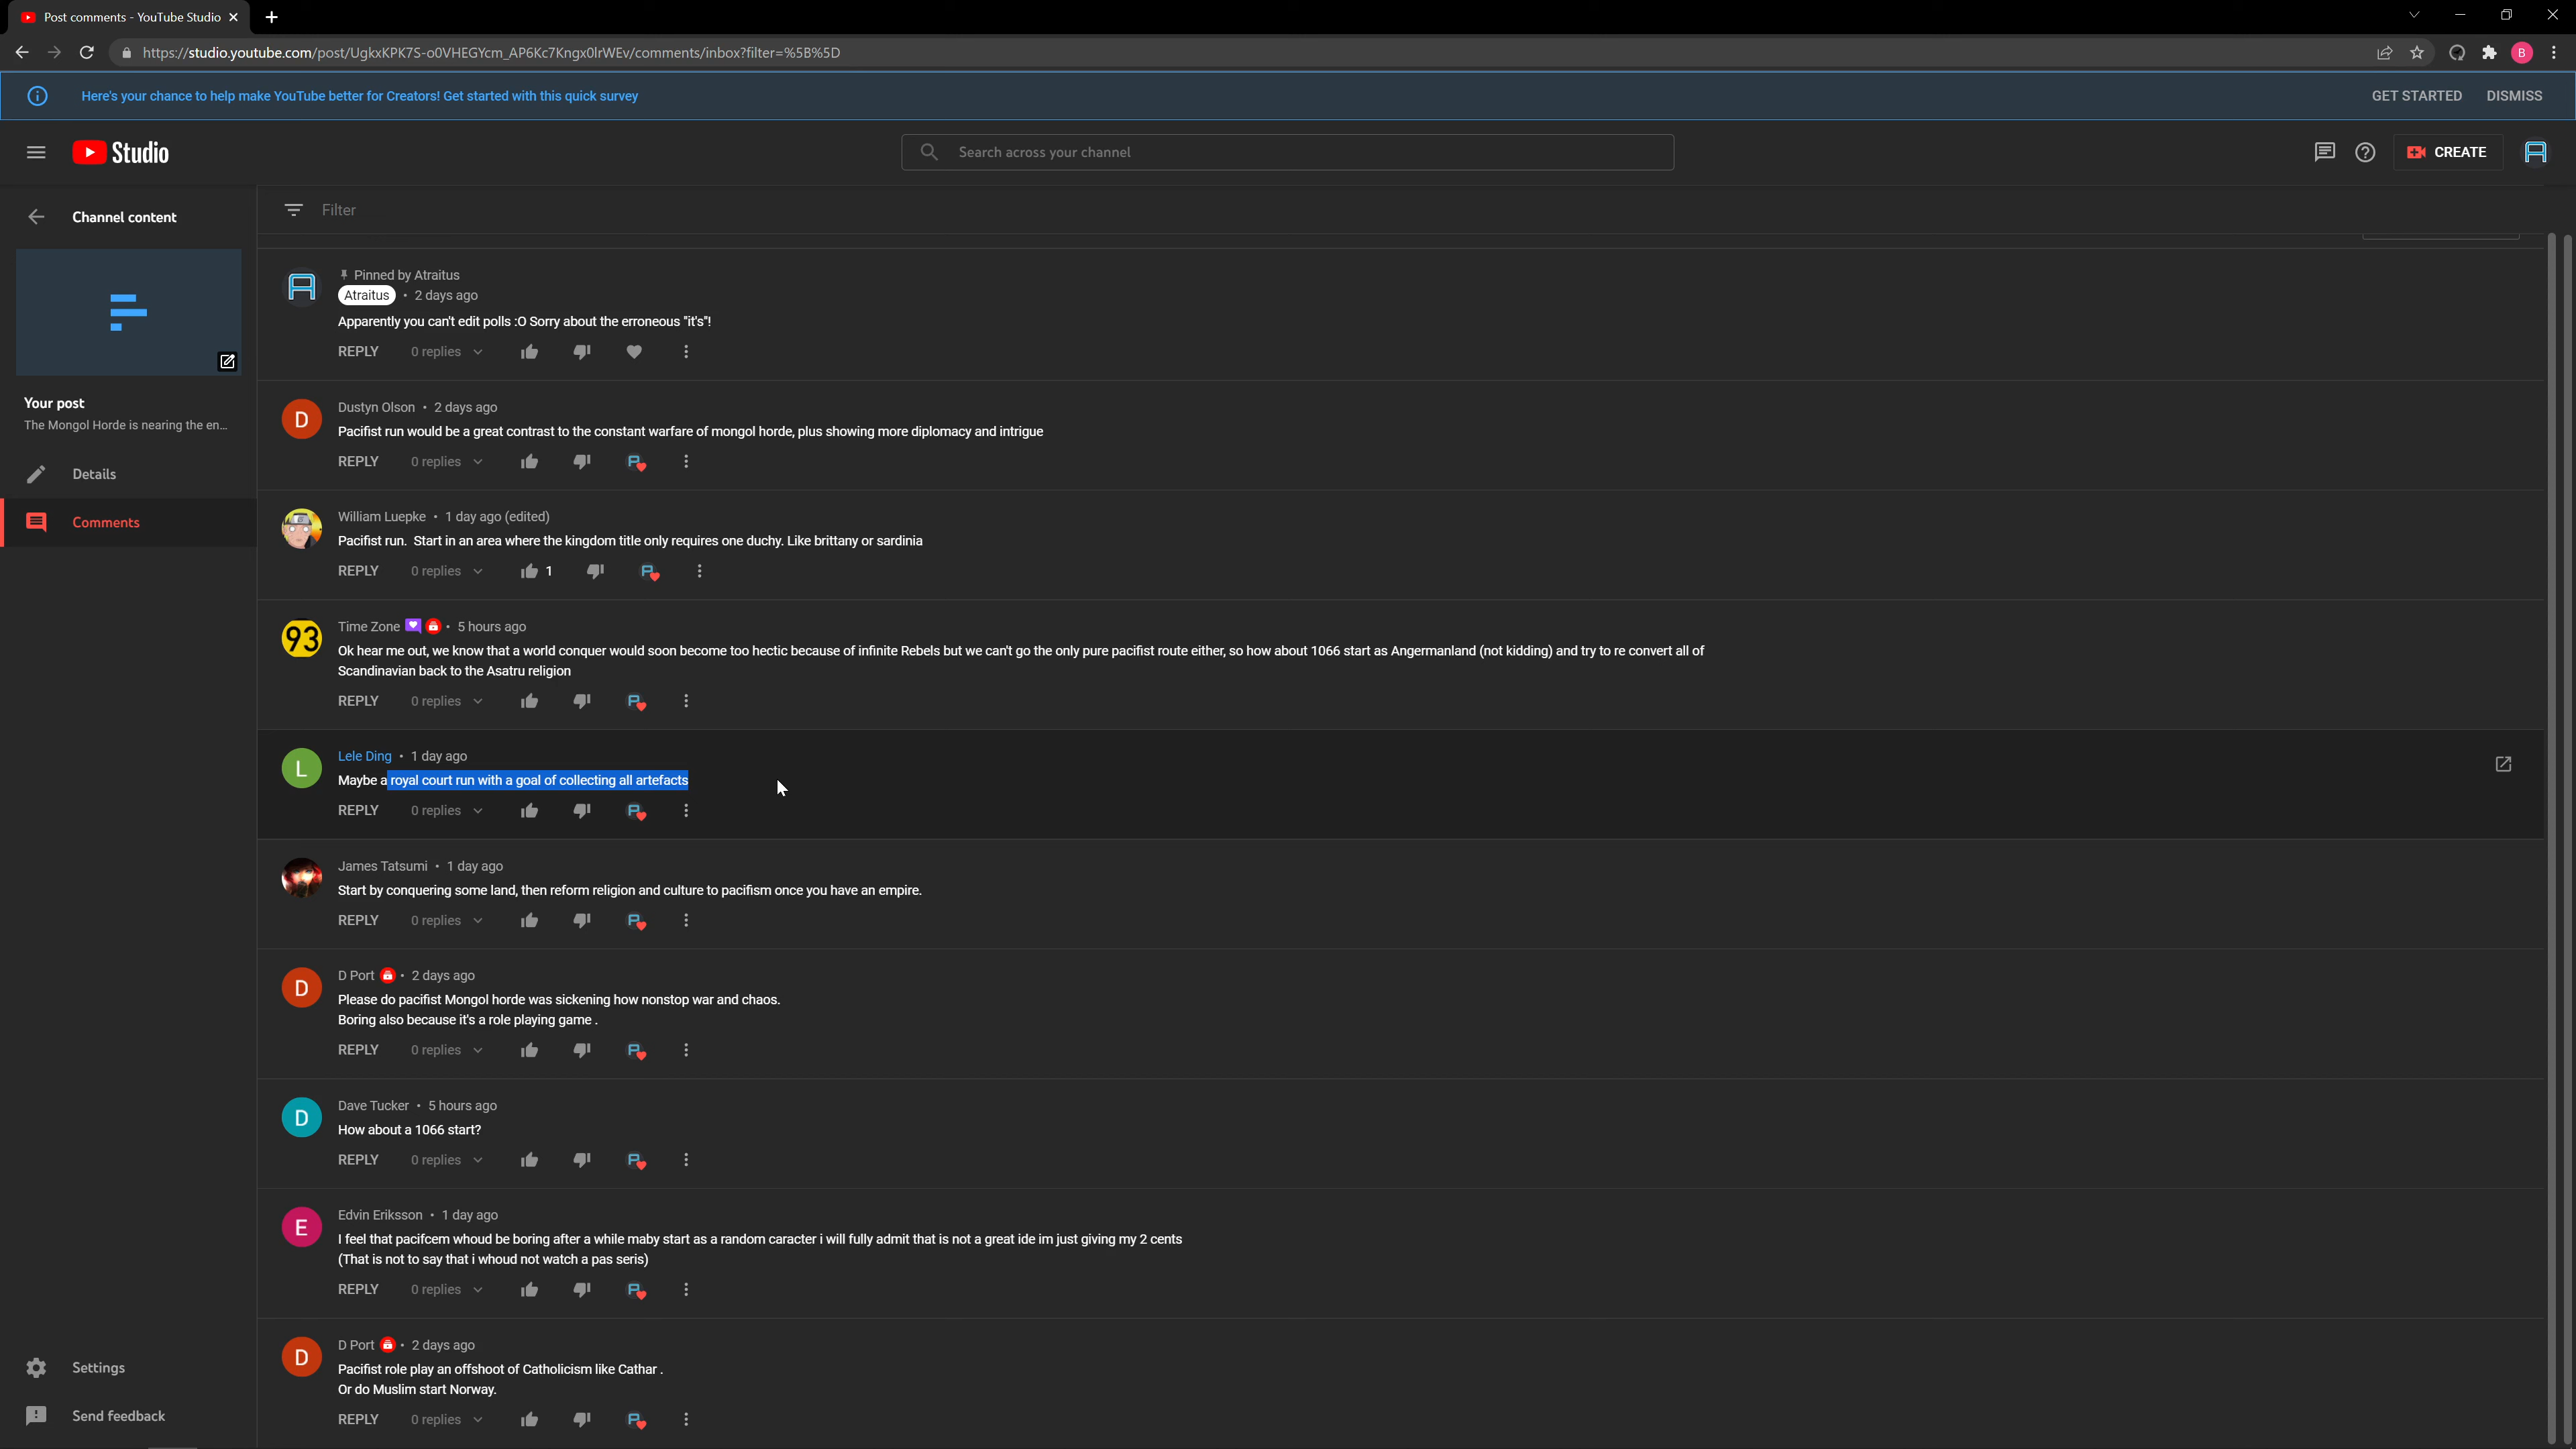 Post comments - YouTube Studio
https://studio.youtube.com/post/UgkxKPK7S-o0VHEGYcm_AP6Kc7Kngx0lrWEv/comments/inbox?filter=%5B%5D
B
Here's your chance to help make YouTube better for Creators! Get started with this quick survey
GET STARTED DISMISS
Studio
Search across your channel
CREATE
Channel content
Your post
The Mongol Horde is nearing the en...
Details
Comments
Settings
Send feedback
Filter
Pinned by Atraitus
Atraitus • 2 days ago
Apparently you can't edit polls :O Sorry about the erroneous "it's"!
REPLY 0 replies
D
Dustyn Olson • 2 days ago
Pacifist run would be a great contrast to the constant warfare of mongol horde, plus showing more diplomacy and intrigue
REPLY 0 replies
William Luepke • 1 day ago (edited)
Pacifist run. Start in an area where the kingdom title only requires one duchy. Like brittany or sardinia
REPLY 0 replies 1
93
Time Zone • 5 hours ago
Ok hear me out, we know that a world conquer would soon become too hectic because of infinite Rebels but we can't go the only pure pacifist route either, so how about 1066 start as Angermanland (not kidding) and try to re convert all of
Scandinavian back to the Asatru religion
REPLY 0 replies
L
Lele Ding • 1 day ago
Maybe a royal court run with a goal of collecting all artefacts
REPLY 0 replies
James Tatsumi • 1 day ago
Start by conquering some land, then reform religion and culture to pacifism once you have an empire.
REPLY 0 replies
D
D Port • 2 days ago
Please do pacifist Mongol horde was sickening how nonstop war and chaos.
Boring also because it's a role playing game .
REPLY 0 replies
D
Dave Tucker • 5 hours ago
How about a 1066 start?
REPLY 0 replies
E
Edvin Eriksson • 1 day ago
I feel that pacifcem whoud be boring after a while maby start as a random caracter i will fully admit that is not a great ide im just giving my 2 cents
(That is not to say that i whoud not watch a pas seris)
REPLY 0 replies
D
D Port • 2 days ago
Pacifist role play an offshoot of Catholicism like Cathar .
Or do Muslim start Norway.
REPLY 0 replies